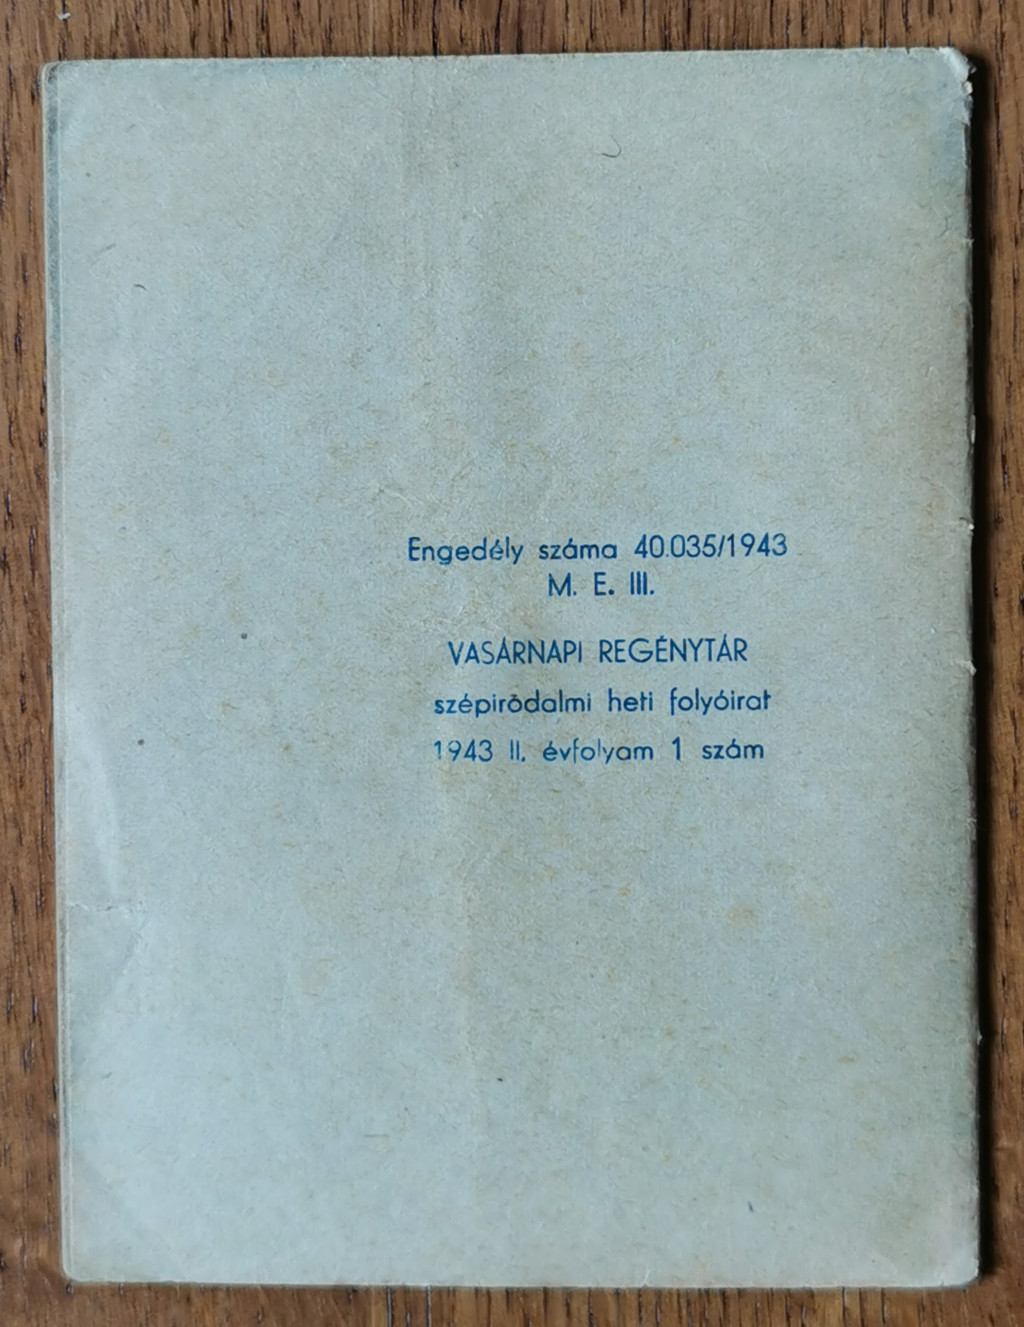 Engedély száma 40.035/1943
M. E. III.
VASÁRNAPI REGÉNYTÁR
szépirodalmi heti folyóirat
1943 II. évfolyam 1 szám